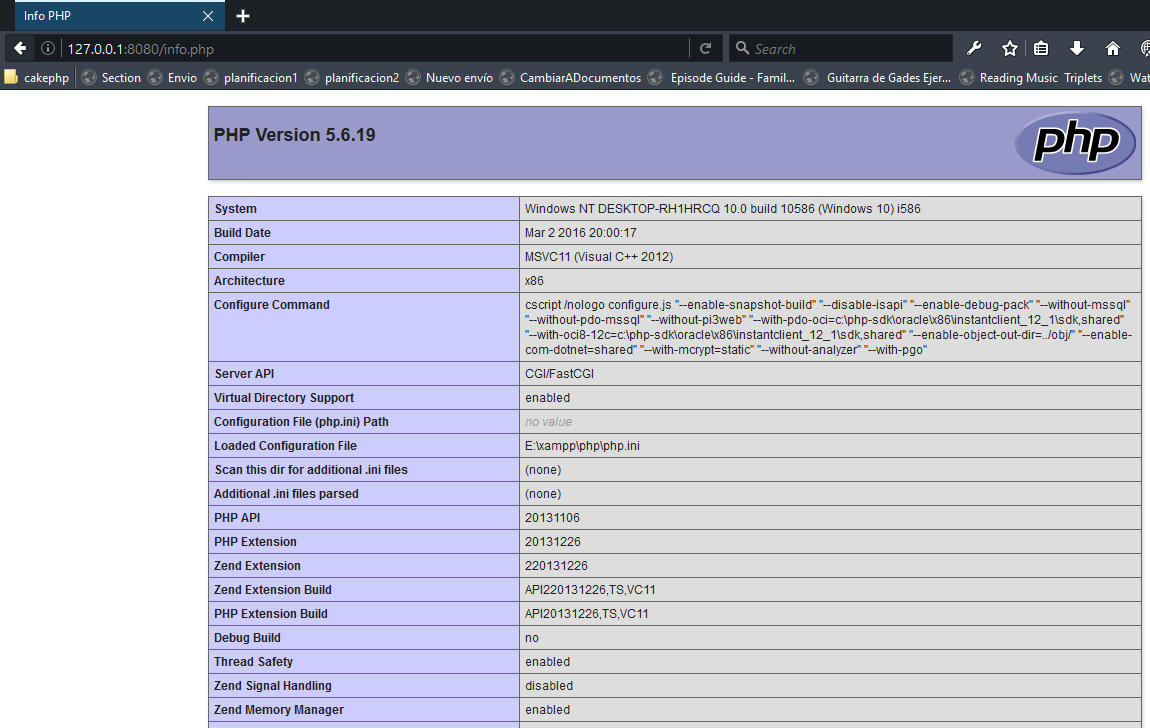 Info PHP
127.0.0.1:8080/info.php
Search
cakephp Section Envio planificacion1 planificacion2 Nuevo envío CambiarADocumentos Episode Guide - Famil... Guitarra de Gades Ejer... Reading Music Triplets Wat
PHP Version 5.6.19
php
System Windows NT DESKTOP-RH1HRCQ 10.0 build 10586 (Windows 10) i586
Build Date Mar 2 2016 20:00:17
Compiler MSVC11 (Visual C++ 2012)
Architecture x86
Configure Command cscript /nologo configure.js "--enable-snapshot-build" "--disable-isapi" "--enable-debug-pack" "--without-mssql"
"--without-pdo-mssql" "--without-pi3web" "--with-pdo-oci=c:\php-sdk\oracle\x86\instantclient_12_1\sdk,shared"
"--with-oci8-12c=c:\php-sdk\oracle\x86\instantclient_12_1\sdk,shared" "--enable-object-out-dir=../obj/" "--enable-
com-dotnet=shared" "--with-mcrypt=static" "--without-analyzer" "--with-pgo"
Server API CGI/FastCGI
Virtual Directory Support enabled
Configuration File (php.ini) Path no value
Loaded Configuration File E:\xampp\php\php.ini
Scan this dir for additional .ini files (none)
Additional .ini files parsed (none)
PHP API 20131106
PHP Extension 20131226
Zend Extension 220131226
Zend Extension Build API220131226,TS,VC11
PHP Extension Build API20131226,TS,VC11
Debug Build no
Thread Safety enabled
Zend Signal Handling disabled
Zend Memory Manager enabled